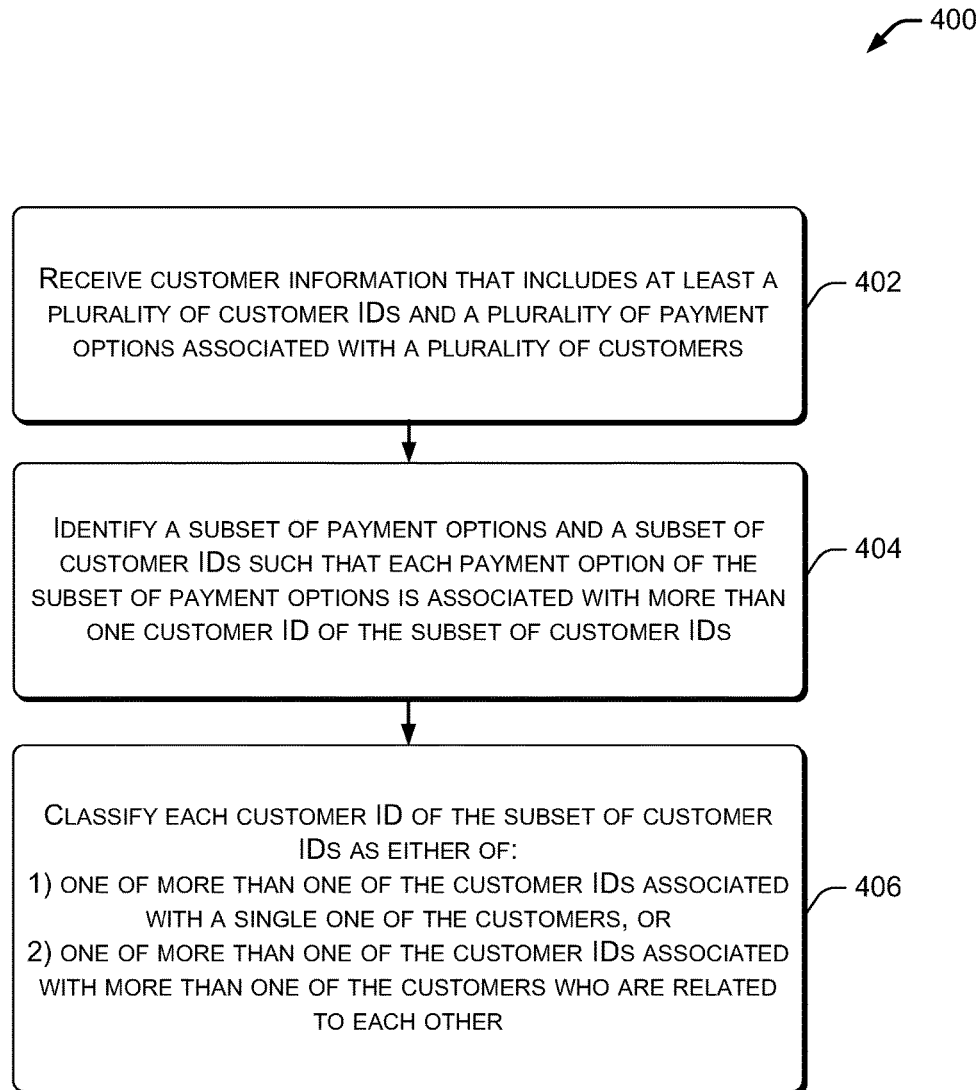 400
RECEIVE CUSTOMER INFORMATION THAT INCLUDES AT LEAST A
PLURALITY OF CUSTOMER IDS AND A PLURALITY OF PAYMENT
OPTIONS ASSOCIATED WITH A PLURALITY OF CUSTOMERS
402
IDENTIFY A SUBSET OF PAYMENT OPTIONS AND A SUBSET OF
CUSTOMER IDS SUCH THAT EACH PAYMENT OPTION OF THE
SUBSET OF PAYMENT OPTIONS IS ASSOCIATED WITH MORE THAN
ONE CUSTOMER ID OF THE SUBSET OF CUSTOMER IDS
404
CLASSIFY EACH CUSTOMER ID OF THE SUBSET OF CUSTOMER
IDS AS EITHER OF:
1) ONE OF MORE THAN ONE OF THE CUSTOMER IDS ASSOCIATED
WITH A SINGLE ONE OF THE CUSTOMERS, OR
2) ONE OF MORE THAN ONE OF THE CUSTOMER IDS ASSOCIATED
WITH MORE THAN ONE OF THE CUSTOMERS WHO ARE RELATED
TO EACH OTHER
406